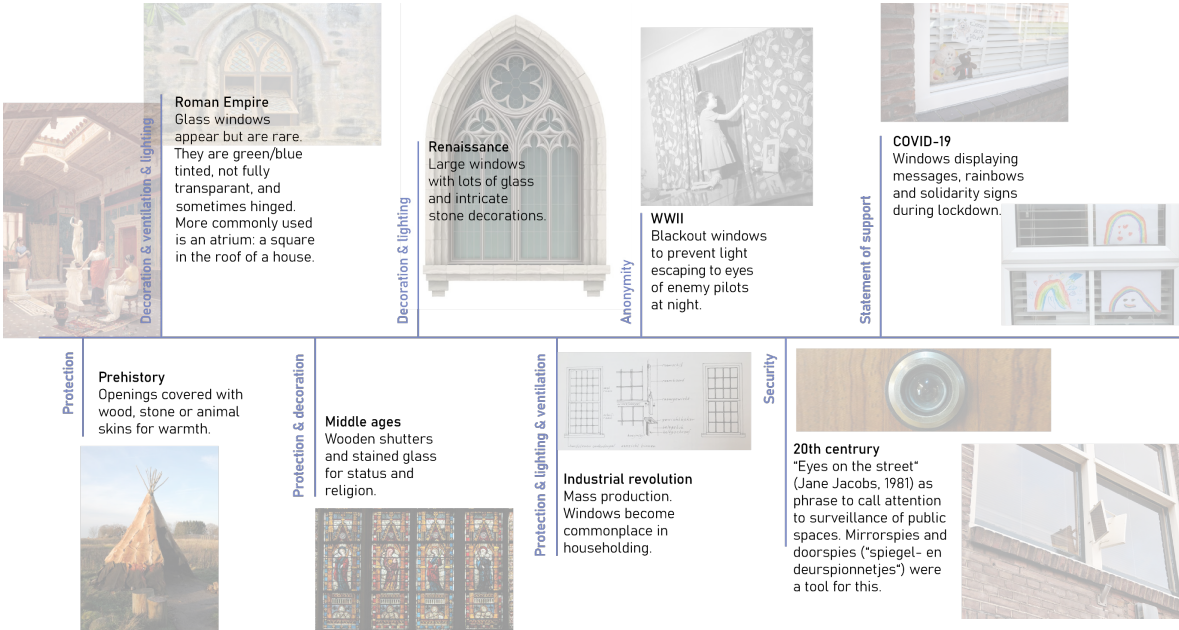 Decoration & ventilation & lighting
Roman Empire
Glass windows
appear but are rare.
They are green/blue
tinted, not fully
transparant, and
sometimes hinged.
More commonly used
is an atrium: a square
in the roof of a house.
Decoration & lighting
Renaissance
Large windows
with lots of glass
and intricate
stone decorations.
Anonymity
WWII
Blackout windows
to prevent light
escaping to eyes
of enemy pilots
at night.
Statement of support
COVID-19
Windows displaying
messages, rainbows
and solidarity signs
during lockdown.
Protection
Prehistory
Openings covered with
wood, stone or animal
skins for warmth.
Protection & decoration
Middle ages
Wooden shutters
and stained glass
for status and
religion.
Protection & lighting & ventilation
Industrial revolution
Mass production.
Windows become
commonplace in
householding.
Security
20th centrury
"Eyes on the street"
(Jane Jacobs, 1981) as
phrase to call attention
to surveillance of public
spaces. Mirrorspies and
doorspies ("spiegel- en
deurspionnetjes") were
a tool for this.